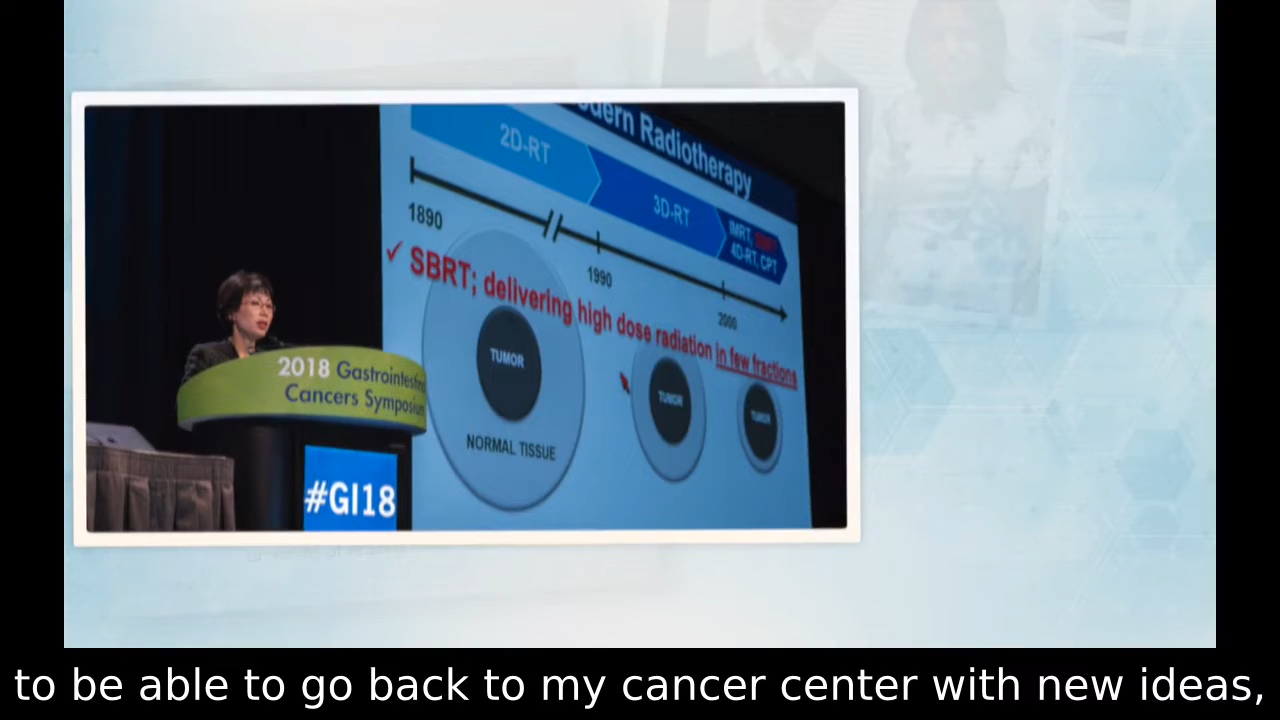 Modern Radiotherapy
2D-RT
3D-RT
IMRT, SBRT
4D-RT, CPT
1890
1990
2000
✓ SBRT; delivering high dose radiation in few fractions
TUMOR
NORMAL TISSUE
TUMOR
TUMOR
2018 Gastrointestinal
Cancers Symposium
#GI18
to be able to go back to my cancer center with new ideas,